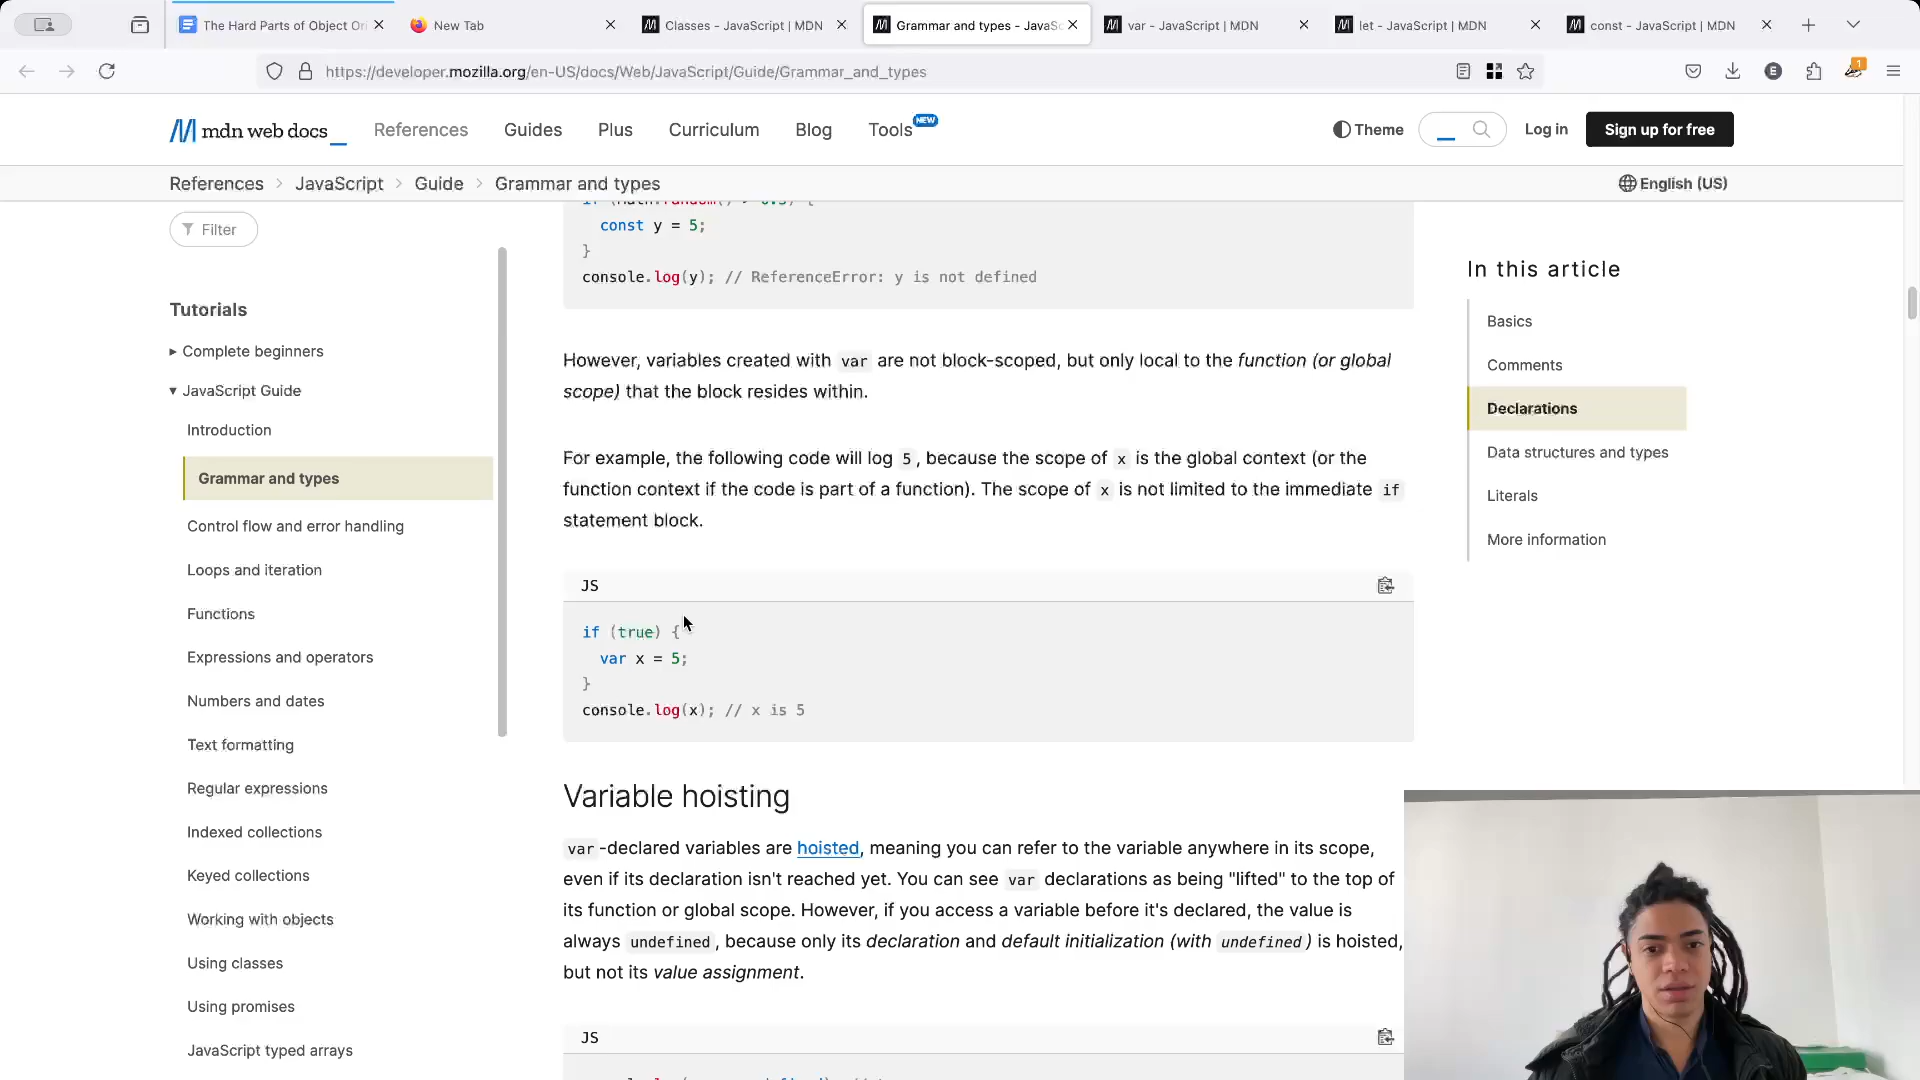 The Hard Parts of Object Ori
New Tab
Classes - JavaScript | MDN
Grammar and types - JavaSc
var - JavaScript | MDN
let - JavaScript | MDN
const - JavaScript | MDN
https://developer.mozilla.org/en-US/docs/Web/JavaScript/Guide/Grammar_and_types
E
1
mdn web docs_
References
Guides
Plus
Curriculum
Blog
Tools NEW
Theme
Log in
Sign up for free
References > JavaScript > Guide > Grammar and types
English (US)
Filter
Tutorials
Complete beginners
JavaScript Guide
Introduction
Grammar and types
Control flow and error handling
Loops and iteration
Functions
Expressions and operators
Numbers and dates
Text formatting
Regular expressions
Indexed collections
Keyed collections
Working with objects
Using classes
Using promises
JavaScript typed arrays
if (Math.random() > 0.5) {
const y = 5;
}
console.log(y); // ReferenceError: y is not defined
However, variables created with var are not block-scoped, but only local to the function (or global
scope) that the block resides within.
For example, the following code will log 5, because the scope of x is the global context (or the
function context if the code is part of a function). The scope of x is not limited to the immediate if
statement block.
JS
if (true) {
var x = 5;
}
console.log(x); // x is 5
Variable hoisting
var-declared variables are hoisted, meaning you can refer to the variable anywhere in its scope,
even if its declaration isn't reached yet. You can see var declarations as being "lifted" to the top of
its function or global scope. However, if you access a variable before it's declared, the value is
always undefined, because only its declaration and default initialization (with undefined) is hoisted,
but not its value assignment.
JS
In this article
Basics
Comments
Declarations
Data structures and types
Literals
More information